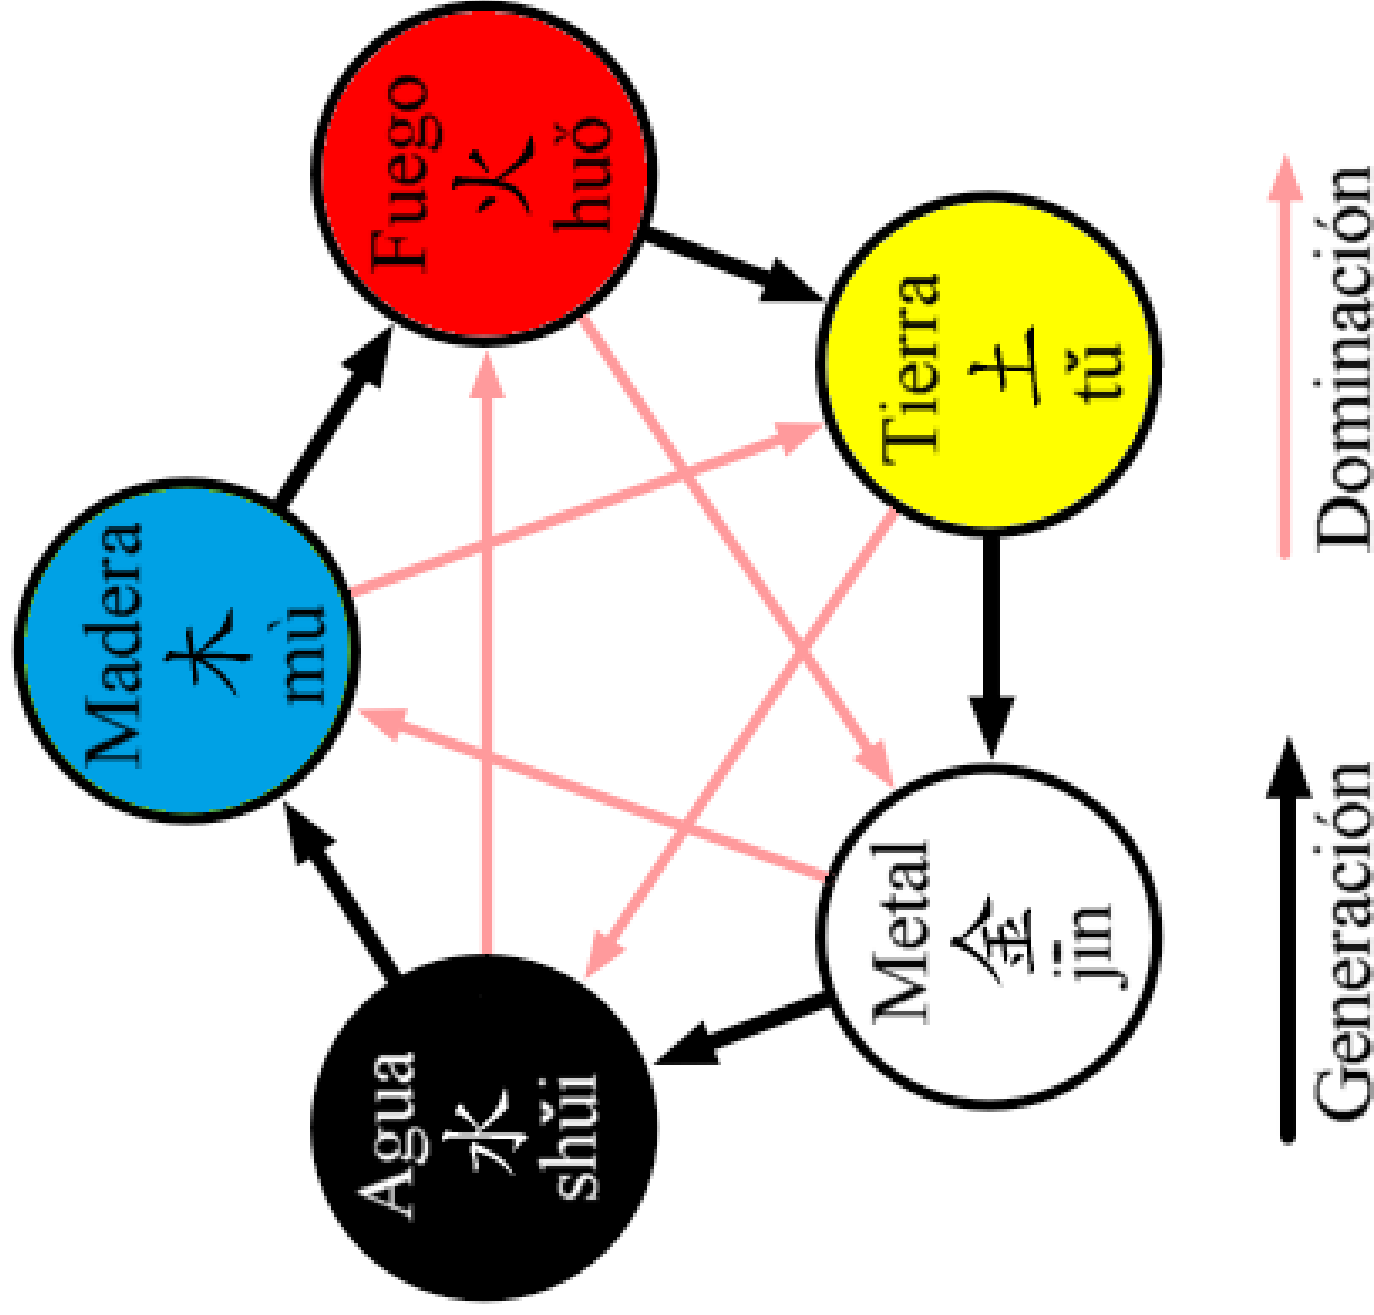 Madera
木
mù
Fuego
火
huǒ
Tierra
土
tǔ
Metal
金
jīn
Agua
水
shǔi
Generación
Dominación